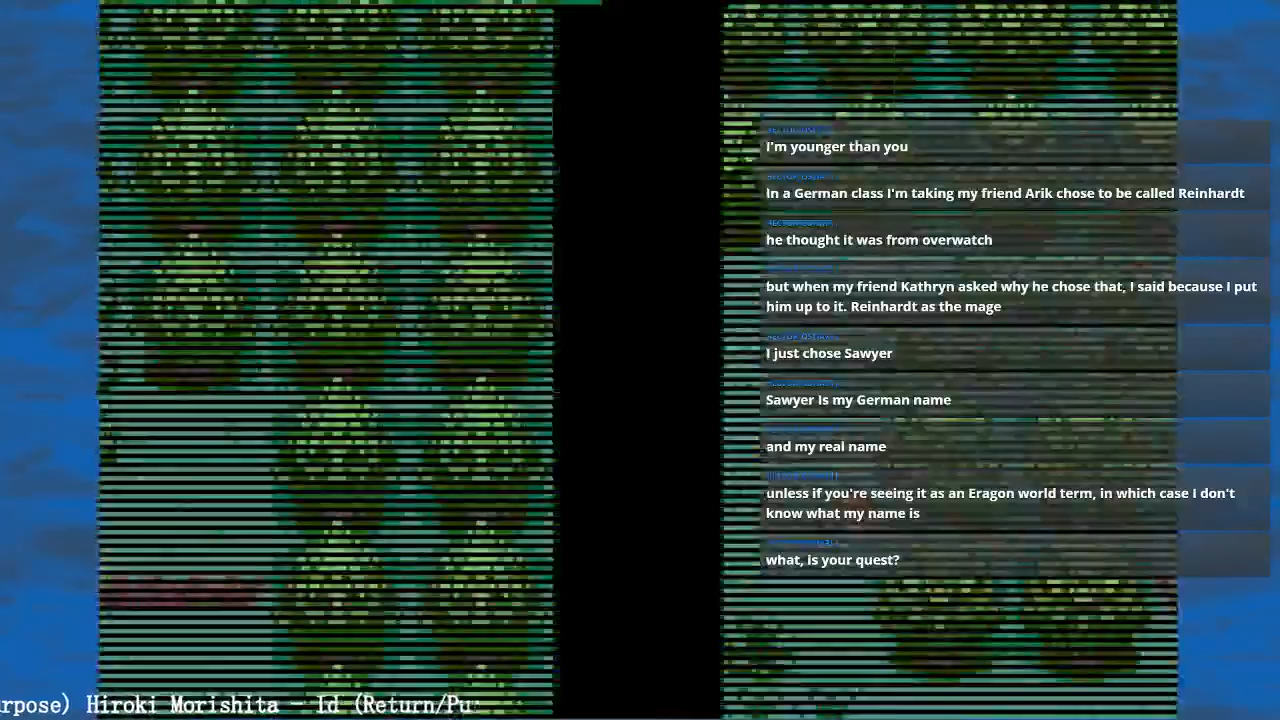 I'm younger than you
In a German class I'm taking my friend Arik chose to be called Reinhardt
he thought it was from overwatch
but when my friend Kathryn asked why he chose that, I said because I put
him up to it. Reinhardt as the mage
I just chose Sawyer
Sawyer Is my German name
and my real name
unless if you're seeing it as an Eragon world term, in which case I don't
know what my name is
what, is your quest?
rpose) Hiroki Morishita - Id (Return/Pu